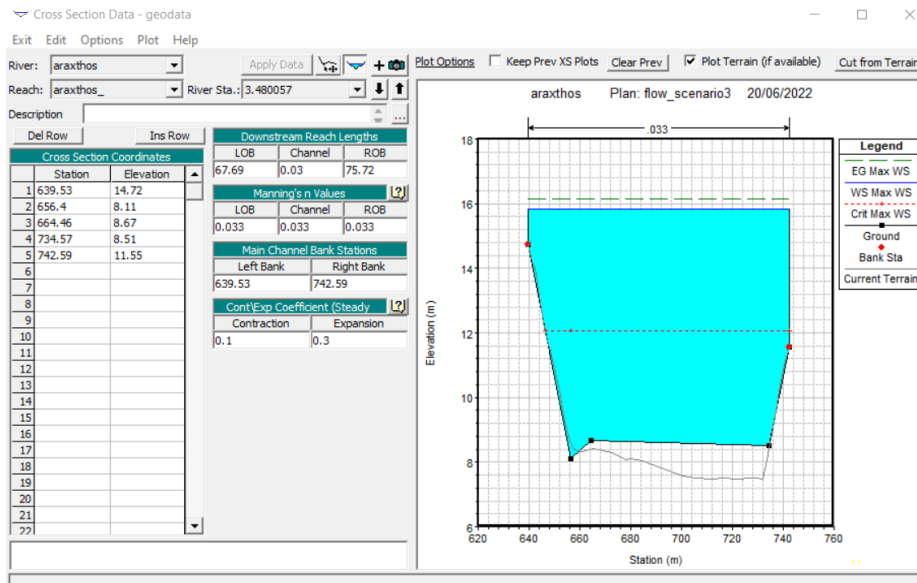 Cross Section Data - geodata
Exit Edit Options Plot Help
River: araxthos Apply Data
Reach: araxthos_ River Sta.: 3.480057
Description ...
Del Row Ins Row
Cross Section Coordinates
Station Elevation
1 639.53 14.72
2 656.4 8.11
3 664.46 8.67
4 734.57 8.51
5 742.59 11.55
6
7
8
9
10
11
12
13
14
15
16
17
18
19
20
21
22
Downstream Reach Lengths
LOB Channel ROB
67.69 0.03 75.72
Manning's n Values ?
LOB Channel ROB
0.033 0.033 0.033
Main Channel Bank Stations
Left Bank Right Bank
639.53 742.59
Cont\Exp Coefficient (Steady ?
Contraction Expansion
0.1 0.3
Plot Options Keep Prev XS Plots Clear Prev Plot Terrain (if available) Cut from Terrain
araxthos Plan: flow_scenario3 20/06/2022
.033
18
16
14
12
10
8
6
Elevation (m)
620 640 660 680 700 720 740 760
Station (m)
Legend
EG Max WS
WS Max WS
Crit Max WS
Ground
Bank Sta
Current Terrain